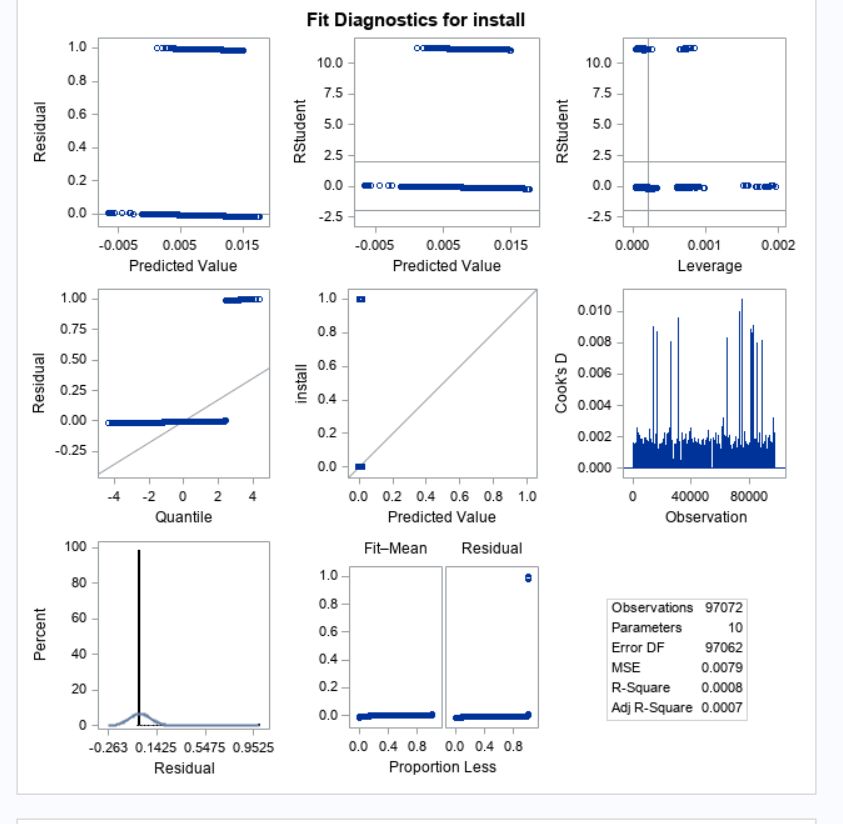 Fit Diagnostics for install
1.0
0.8
0.6
0.4
0.2
0.0
Residual
-0.005 0.005 0.015
Predicted Value
10.0
7.5
5.0
2.5
0.0
-2.5
RStudent
-0.005 0.005 0.015
Predicted Value
10.0
7.5
5.0
2.5
0.0
-2.5
RStudent
0.000 0.001 0.002
Leverage
1.00
0.75
0.50
0.25
0.00
-0.25
Residual
-4 -2 0 2 4
Quantile
1.0
0.8
0.6
0.4
0.2
0.0
install
0.0 0.2 0.4 0.6 0.8 1.0
Predicted Value
0.010
0.008
0.006
0.004
0.002
0.000
Cook's D
0 40000 80000
Observation
100
80
60
40
20
0
Percent
-0.263 0.1425 0.5475 0.9525
Residual
Fit–Mean Residual
1.0
0.8
0.6
0.4
0.2
0.0
0.0 0.4 0.8 0.0 0.4 0.8
Proportion Less
Observations 97072
Parameters 10
Error DF 97062
MSE 0.0079
R-Square 0.0008
Adj R-Square 0.0007